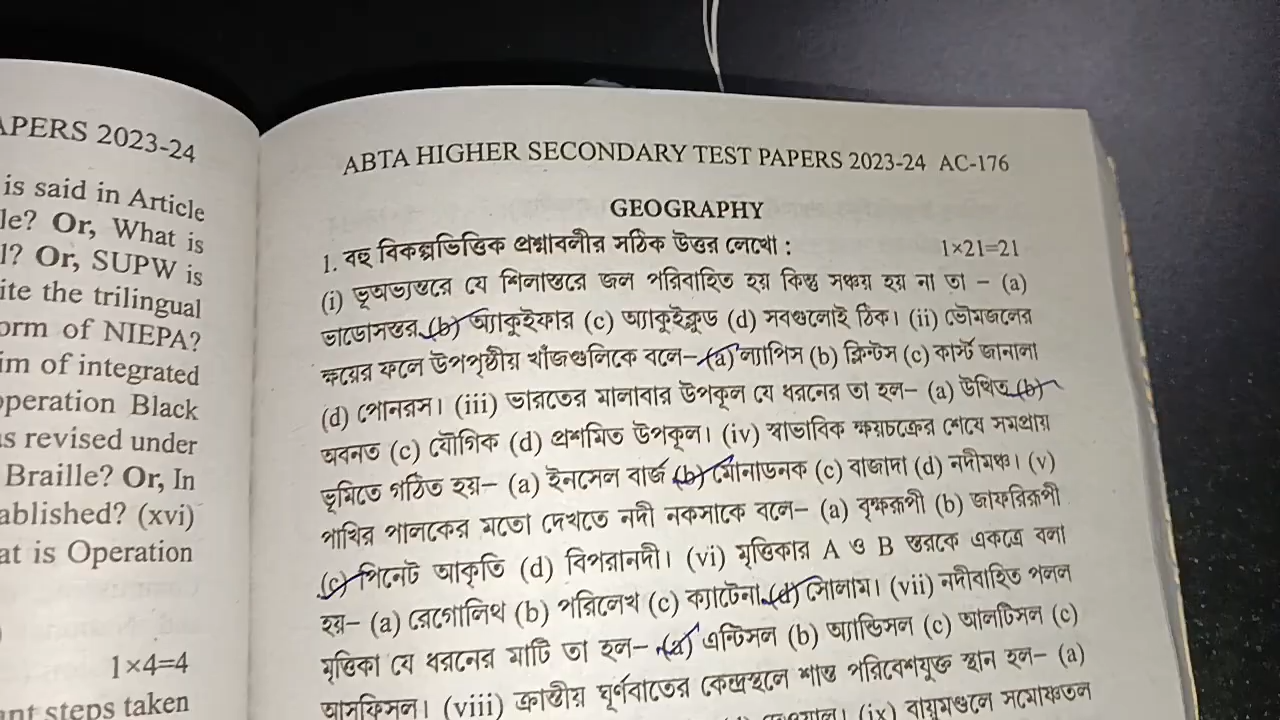 APERS 2023-24
is said in Article
le? Or, What is
l? Or, SUPW is
ite the trilingual
orm of NIEPA?
im of integrated
peration Black
s revised under
Braille? Or, In
ablished? (xvi)
at is Operation
1×4=4
nt steps taken
ABTA HIGHER SECONDARY TEST PAPERS 2023-24 AC-176
GEOGRAPHY
1. বহু বিকল্পভিত্তিক প্রশ্নাবলীর সঠিক উত্তর লেখো : 1×21=21
(i) ভূঅভ্যন্তরে যে শিলাস্তরে জল পরিবাহিত হয় কিন্তু সঞ্চয় হয় না তা – (a)
ভাডোসস্তর (b) অ্যাকুইফার (c) অ্যাকুইক্লুড (d) সবগুলোই ঠিক। (ii) ভৌমজলের
ক্ষয়ের ফলে উপপৃষ্ঠীয় খাঁজগুলিকে বলে– (a) ল্যাপিস (b) ক্লিন্টস (c) কার্স্ট জানালা
(d) পোনরস। (iii) ভারতের মালাবার উপকূল যে ধরনের তা হল– (a) উত্থিত (b)
অবনত (c) যৌগিক (d) প্রশমিত উপকূল। (iv) স্বাভাবিক ক্ষয়চক্রের শেষে সমপ্রায়
ভূমিতে গঠিত হয়– (a) ইনসেল বার্জ (b) মোনাডনক (c) বাজাদা (d) নদীমঞ্চ। (v)
পাখির পালকের মতো দেখতে নদী নকসাকে বলে– (a) বৃক্ষরূপী (b) জাফরিরূপী
(c) পিনেট আকৃতি (d) বিপরানদী। (vi) মৃত্তিকার A ও B স্তরকে একত্রে বলা
হয়– (a) রেগোলিথ (b) পরিলেখ (c) ক্যাটেনা (d) সোলাম। (vii) নদীবাহিত পলল
মৃত্তিকা যে ধরনের মাটি তা হল– (a) এন্টিসল (b) অ্যান্ডিসল (c) আলটিসল (c)
আলফিসল। (viii) ক্রান্তীয় ঘূর্ণবাতের কেন্দ্রস্থলে শান্ত পরিবেশযুক্ত স্থান হল– (a)
(ix) বায়ুমণ্ডলে সমোষ্ণতল